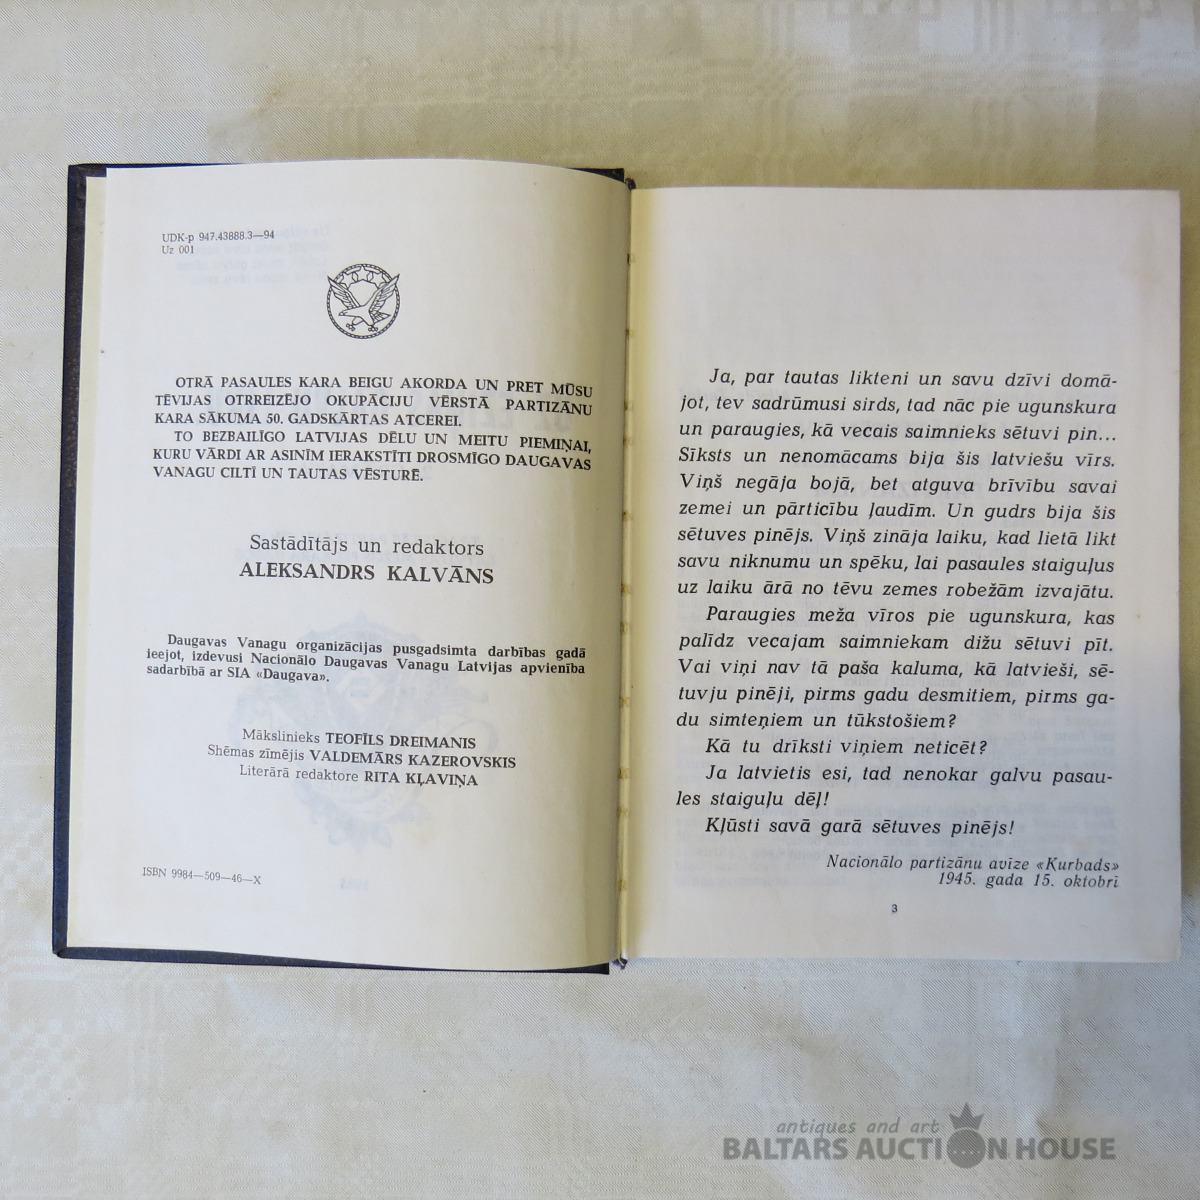 UDK-p 947.43888.3—94
Uz 001
OTRĀ PASAULES KARA BEIGU AKORDA UN PRET MŪSU
TĒVIJAS OTRREIZĒJO OKUPĀCIJU VĒRSTĀ PARTIZĀNU
KARA SĀKUMA 50. GADSKĀRTAS ATCEREI.
TO BEZBAILĪGO LATVIJAS DĒLU UN MEITU PIEMIŅAI,
KURU VĀRDI AR ASINĪM IERAKSTĪTI DROSMĪGO DAUGAVAS
VANAGU CILTĪ UN TAUTAS VĒSTURĒ.
Sastādītājs un redaktors
ALEKSANDRS KALVĀNS
Daugavas Vanagu organizācijas pusgadsimta darbības gadā
ieejot, izdevusi Nacionālo Daugavas Vanagu Latvijas apvienība
sadarbībā ar SIA «Daugava».
Mākslinieks TEOFĪLS DREIMANIS
Shēmas zīmējis VALDEMĀRS KAZEROVSKIS
Literārā redaktore RITA KĻAVIŅA
ISBN 9984—509—46—X
Ja, par tautas likteni un savu dzīvi domā-
jot, tev sadrūmusi sirds, tad nāc pie ugunskura
un paraugies, kā vecais saimnieks sētuvi pin...
Sīksts un nenomācams bija šis latviešu vīrs.
Viņš negāja bojā, bet atguva brīvību savai
zemei un pārticību ļaudīm. Un gudrs bija šis
sētuves pinējs. Viņš zināja laiku, kad lietā likt
savu niknumu un spēku, lai pasaules staiguļus
uz laiku ārā no tēvu zemes robežām izvajātu.
Paraugies meža vīros pie ugunskura, kas
palīdz vecajam saimniekam dižu sētuvi pīt.
Vai viņi nav tā paša kaluma, kā latvieši, sē-
tuvju pinēji, pirms gadu desmitiem, pirms ga-
du simteņiem un tūkstošiem?
Kā tu drīksti viņiem neticēt?
Ja latvietis esi, tad nenokar galvu pasau-
les staiguļu dēļ!
Kļūsti savā garā sētuves pinējs!
Nacionālo partizānu avīze «Kurbads»
1945. gada 15. oktobrī
3
antiques and art
BALTARS AUCTION HOUSE